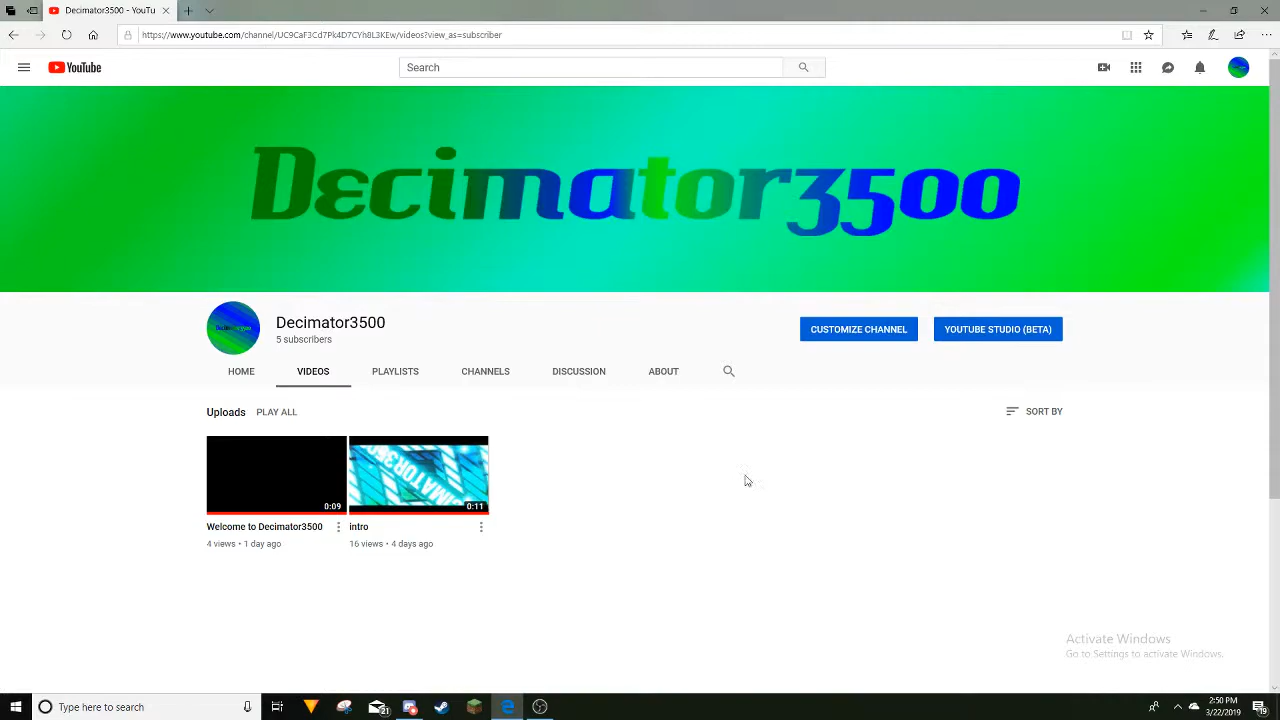 Decimator3500 - YouTu
https://www.youtube.com/channel/UC9CaF3Cd7Pk4D7CYh8L3KEw/videos?view_as=subscriber
YouTube
Search
Decimator3500
Decimator3500
5 subscribers
CUSTOMIZE CHANNEL
YOUTUBE STUDIO (BETA)
HOME VIDEOS PLAYLISTS CHANNELS DISCUSSION ABOUT
Uploads PLAY ALL
SORT BY
0:09
0:11
Welcome to Decimator3500
4 views • 1 day ago
intro
16 views • 4 days ago
Activate Windows
Go to Settings to activate Windows.
Type here to search
21
2:50 PM
3/22/2019